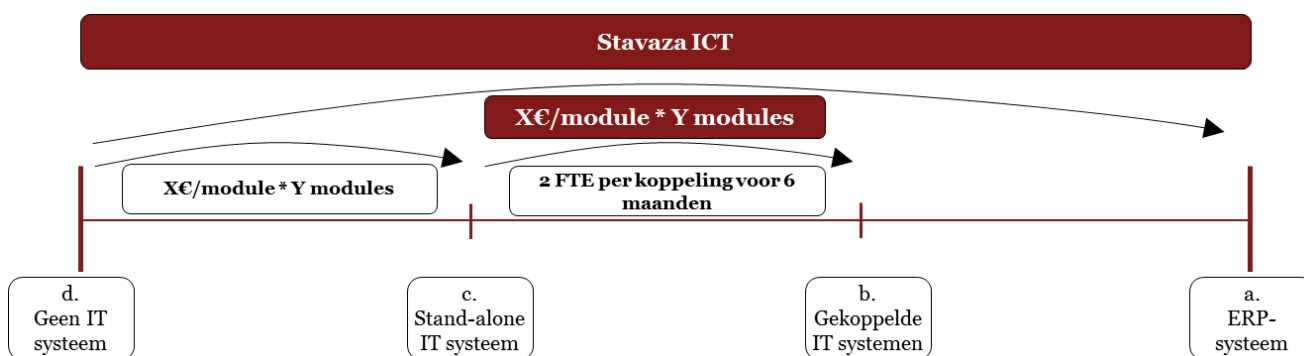 Stavaza ICT
X€/module * Y modules
X€/module * Y modules
2 FTE per koppeling voor 6
maanden
d.
Geen IT
systeem
c.
Stand-alone
IT systeem
b.
Gekoppelde
IT systemen
a.
ERP-
systeem